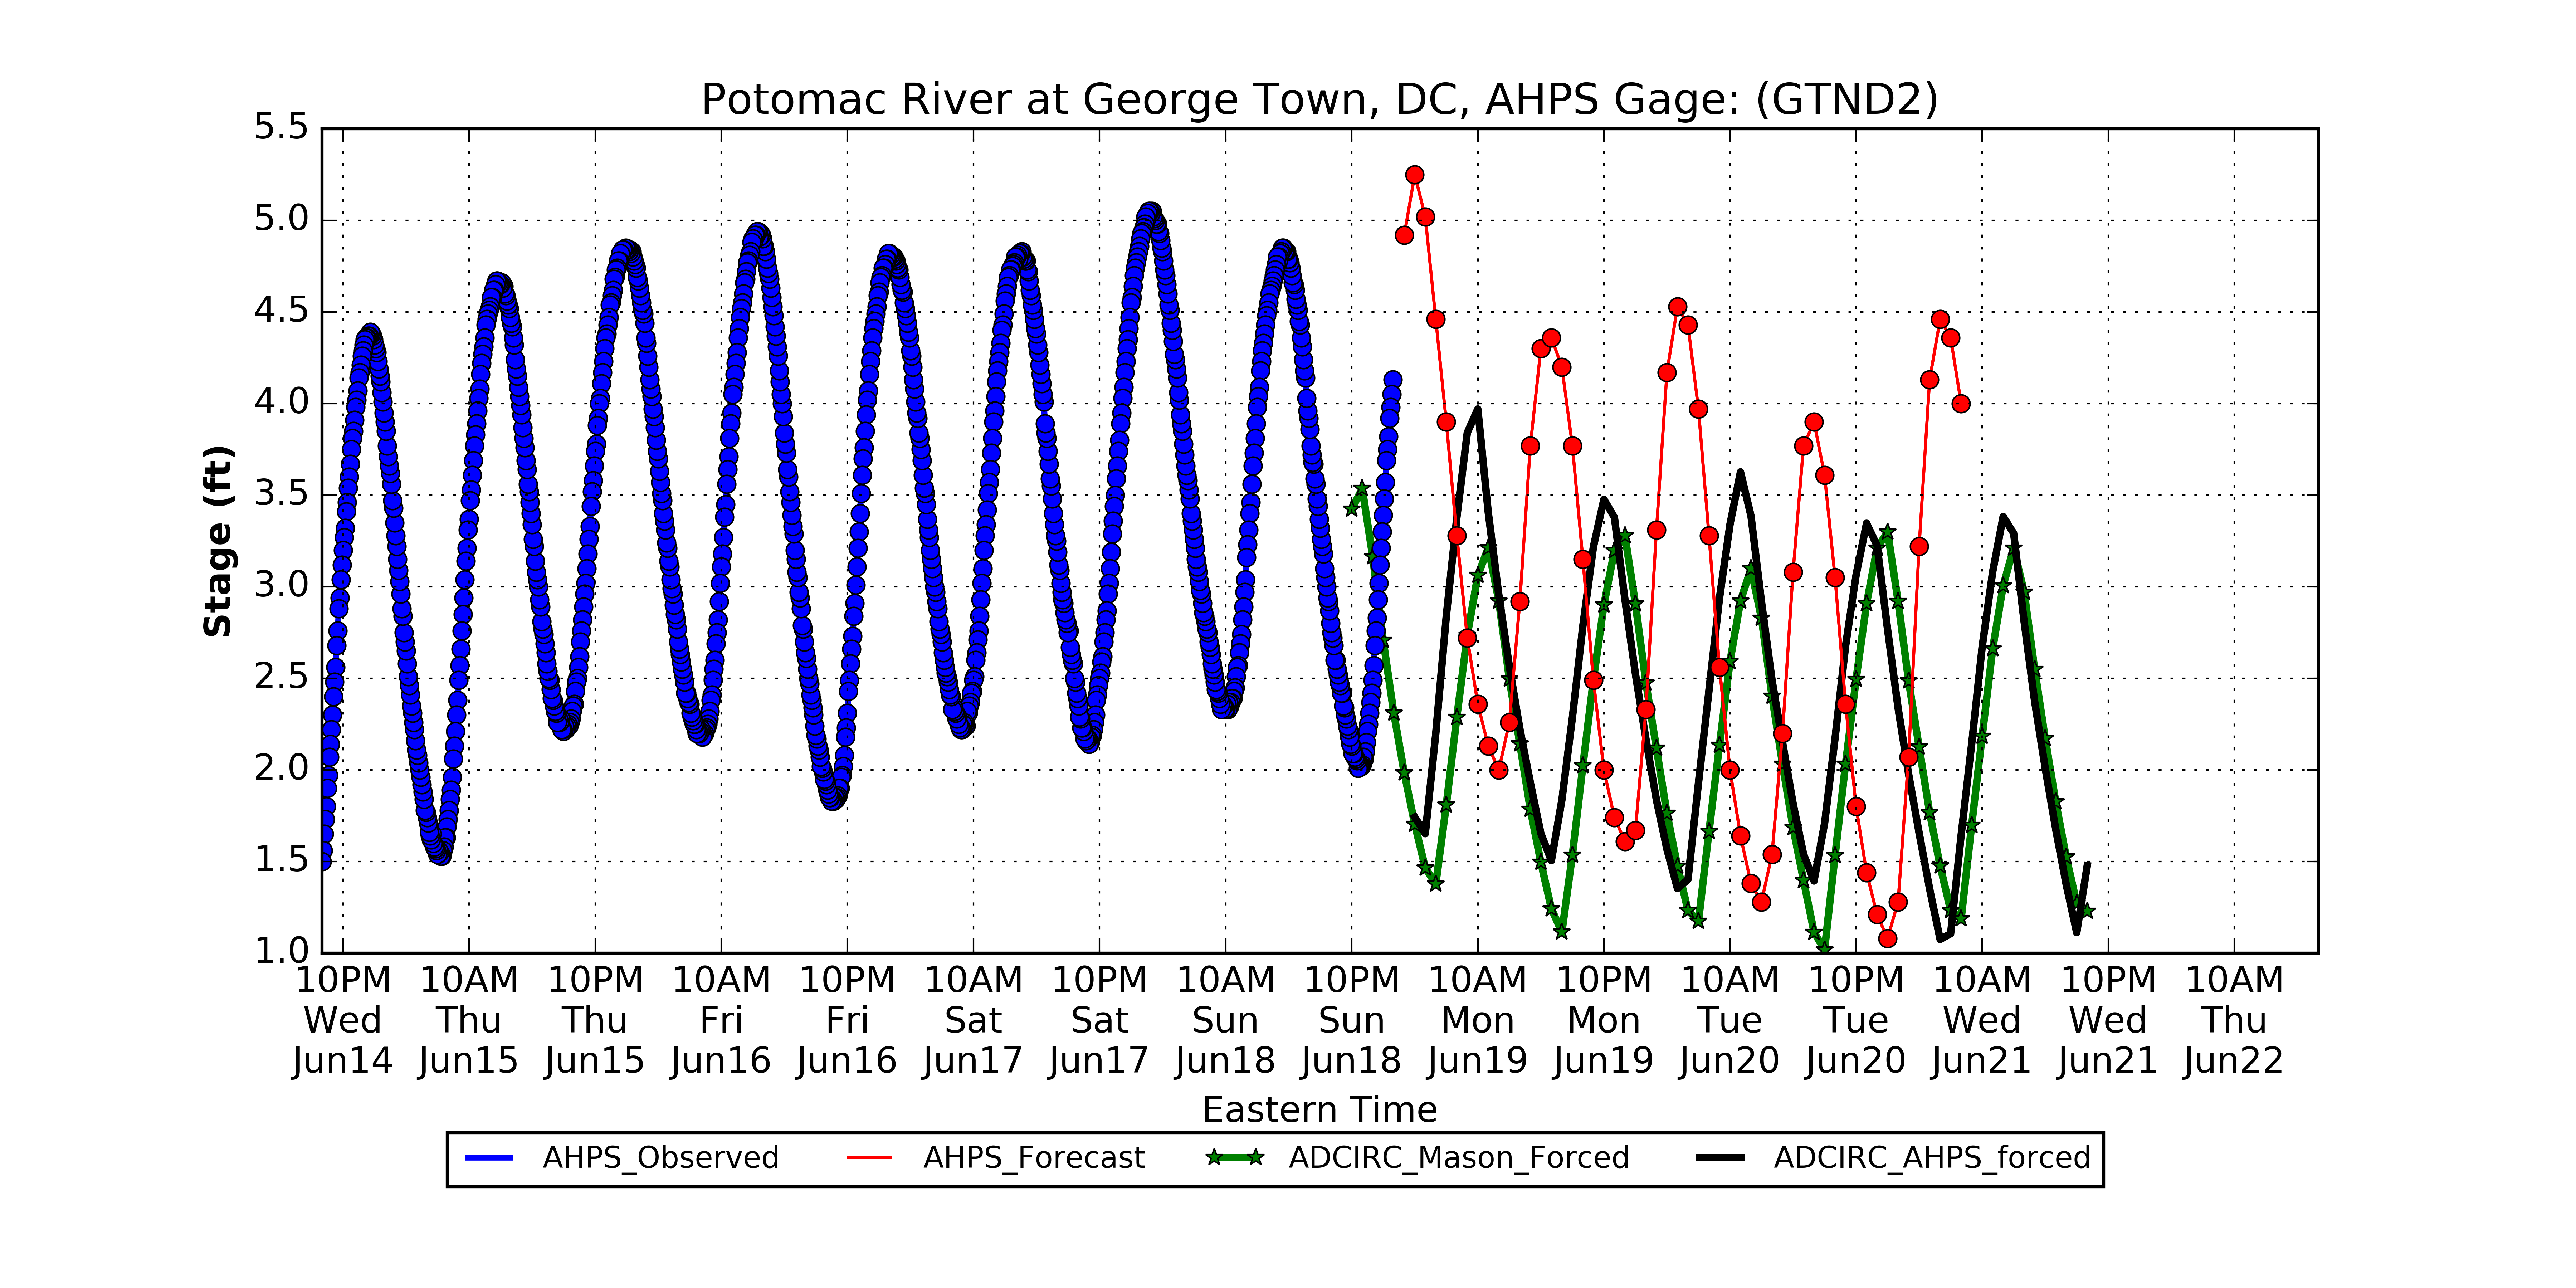 Potomac River at George Town, DC, AHPS Gage: (GTND2)
5.5
5.0
4.5
4.0
3.5
3.0
2.5
2.0
1.5
1.0
Stage (ft)
10PM 10AM 10PM 10AM 10PM 10AM 10PM 10AM 10PM 10AM 10PM 10AM 10PM 10AM 10PM 10AM
Wed Thu Thu Fri Fri Sat Sat Sun Sun Mon Mon Tue Tue Wed Wed Thu
Jun14 Jun15 Jun15 Jun16 Jun16 Jun17 Jun17 Jun18 Jun18 Jun19 Jun19 Jun20 Jun20 Jun21 Jun21 Jun22
Eastern Time
AHPS_Observed AHPS_Forecast ADCIRC_Mason_Forced ADCIRC_AHPS_forced